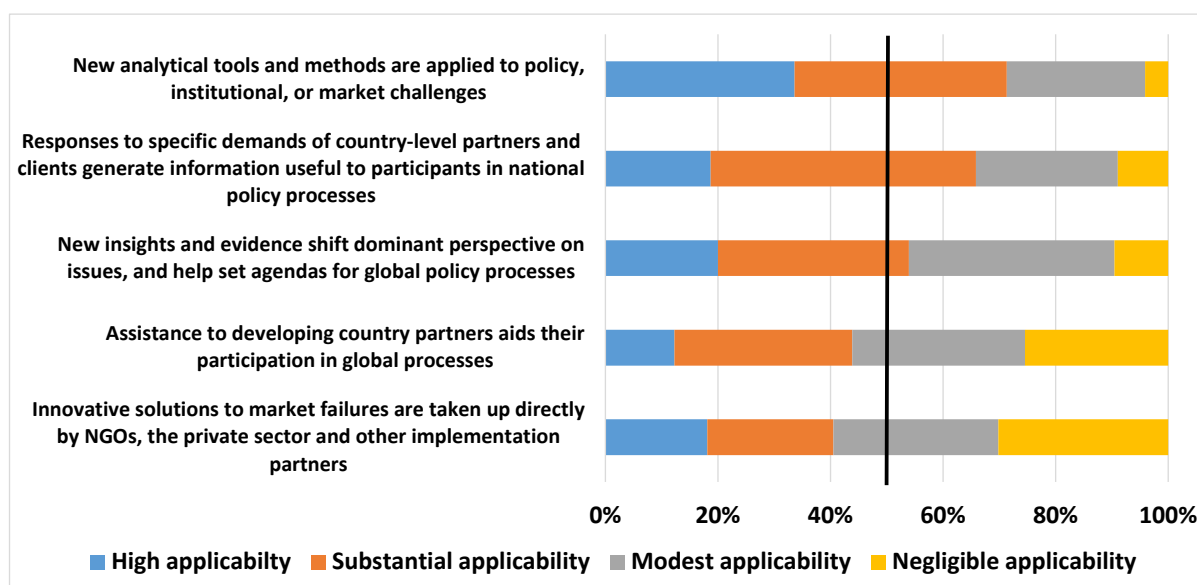 New analytical tools and methods are applied to policy,
institutional, or market challenges
Responses to specific demands of country-level partners and
clients generate information useful to participants in national
policy processes
New insights and evidence shift dominant perspective on
issues, and help set agendas for global policy processes
Assistance to developing country partners aids their
participation in global processes
Innovative solutions to market failures are taken up directly
by NGOs, the private sector and other implementation
partners
0% 20% 40% 60% 80% 100%
High applicabilty Substantial applicability Modest applicability Negligible applicability